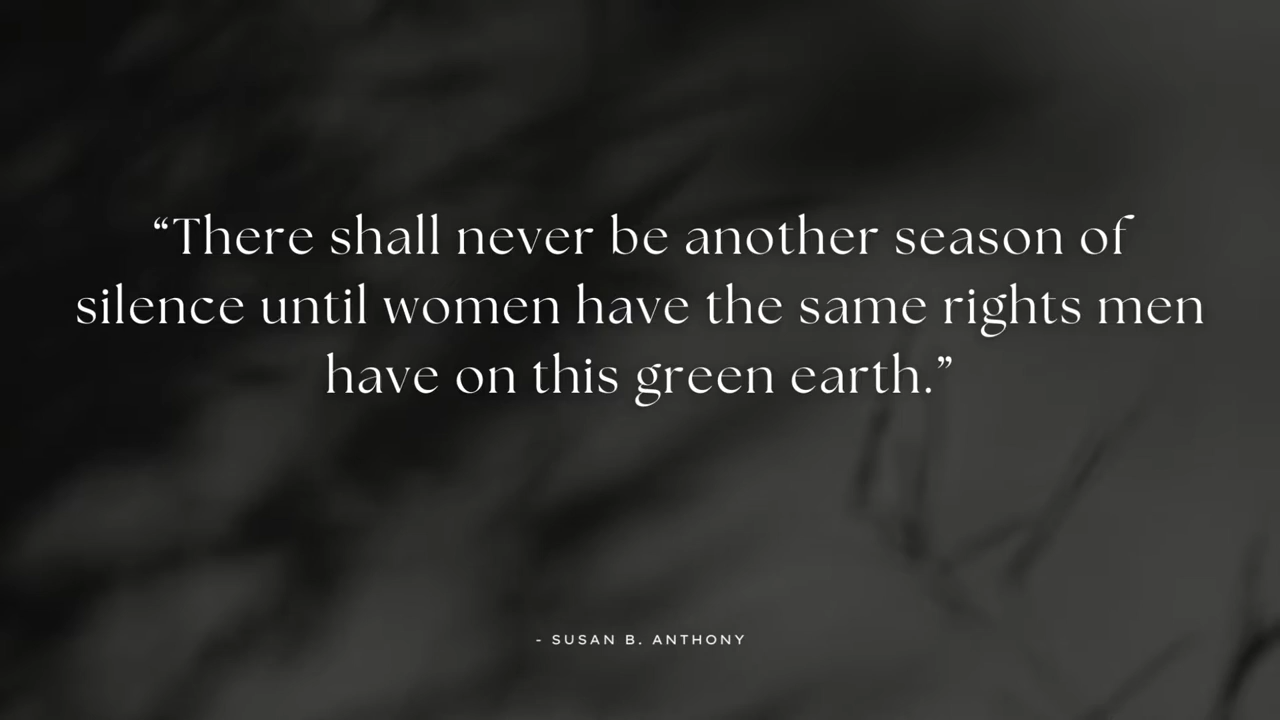 “There shall never be another season of
silence until women have the same rights men
have on this green earth.”
- SUSAN B. ANTHONY